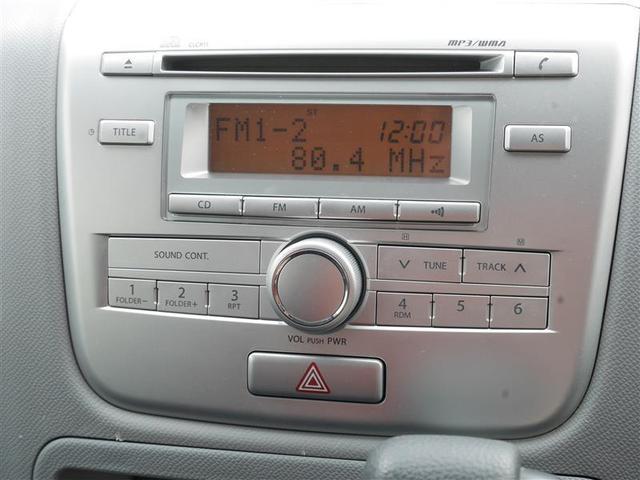 CLCR11
MP3/WMA
ST
FM1-2 12:00
80.4 MHz
TITLE
AS
CD FM AM
SOUND CONT.
H
TUNE
M
TRACK
1 FOLDER-
2 FOLDER+
3 RPT
4 RDM
5
6
VOL PUSH PWR